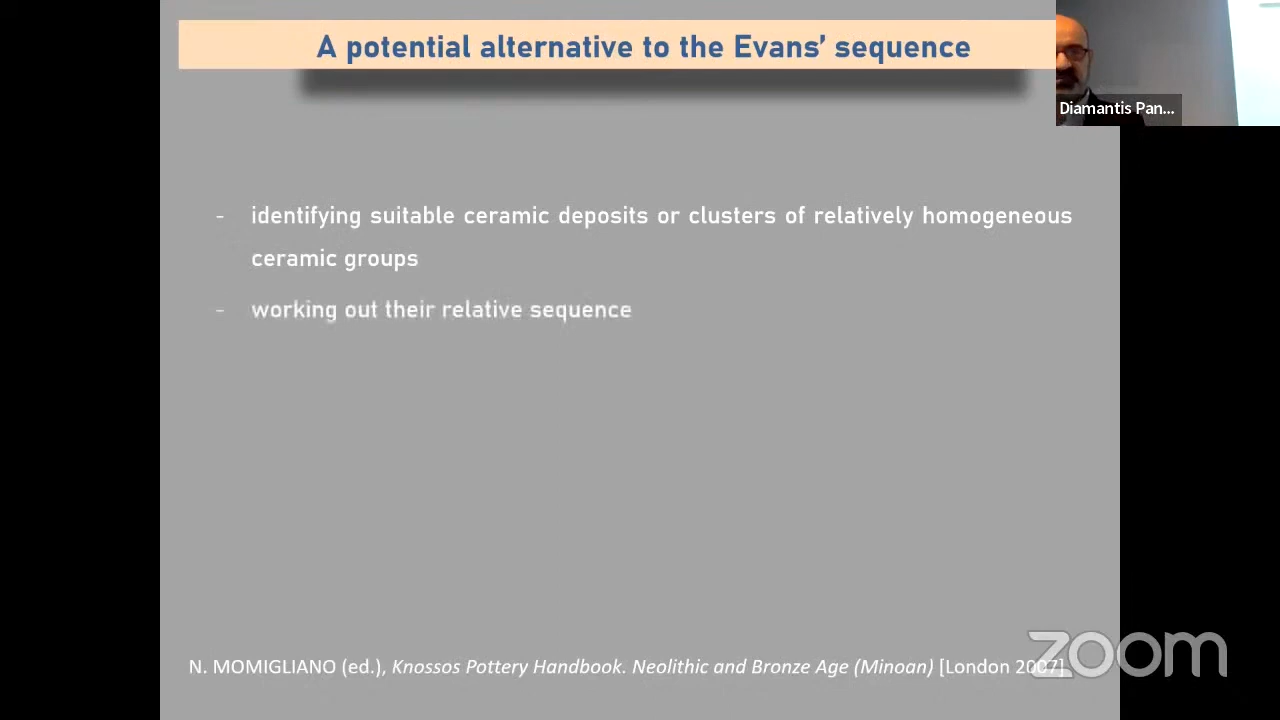 A potential alternative to the Evans’ sequence
Diamantis Pan...
- identifying suitable ceramic deposits or clusters of relatively homogeneous
ceramic groups
- working out their relative sequence
N. MOMIGLIANO (ed.), Knossos Pottery Handbook. Neolithic and Bronze Age (Minoan) [London 2007]
zoom